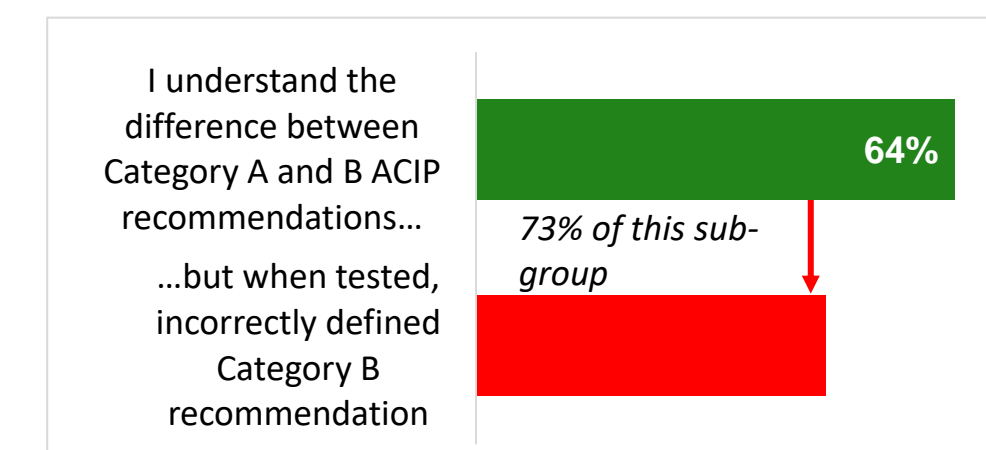 I understand the
difference between
Category A and B ACIP
recommendations…
64%
73% of this sub-
group
…but when tested,
incorrectly defined
Category B
recommendation